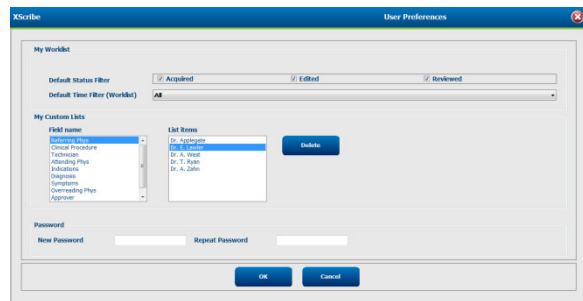 XScribe User Preferences
My Worklist
Default Status Filter Acquired Edited Reviewed
Default Time Filter (Worklist) All
My Custom Lists
Field name List items
Referring Phys Dr. Applegate
Clinical Procedure Dr. E. Lawler Delete
Technician Dr. A. West
Attending Phys Dr. T. Ryan
Indications Dr. A. Zahn
Diagnosis
Symptoms
Overreading Phys
Approver
Password
New Password Repeat Password
OK Cancel